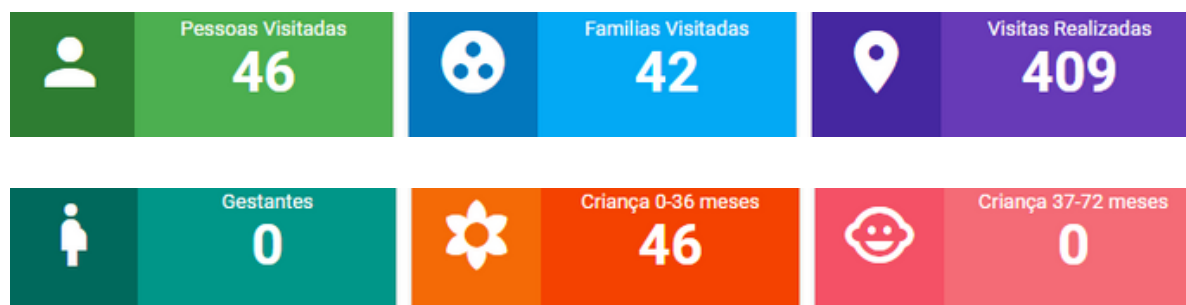 Pessoas Visitadas
46
Familias Visitadas
42
Visitas Realizadas
409
Gestantes
0
Criança 0-36 meses
46
Criança 37-72 meses
0